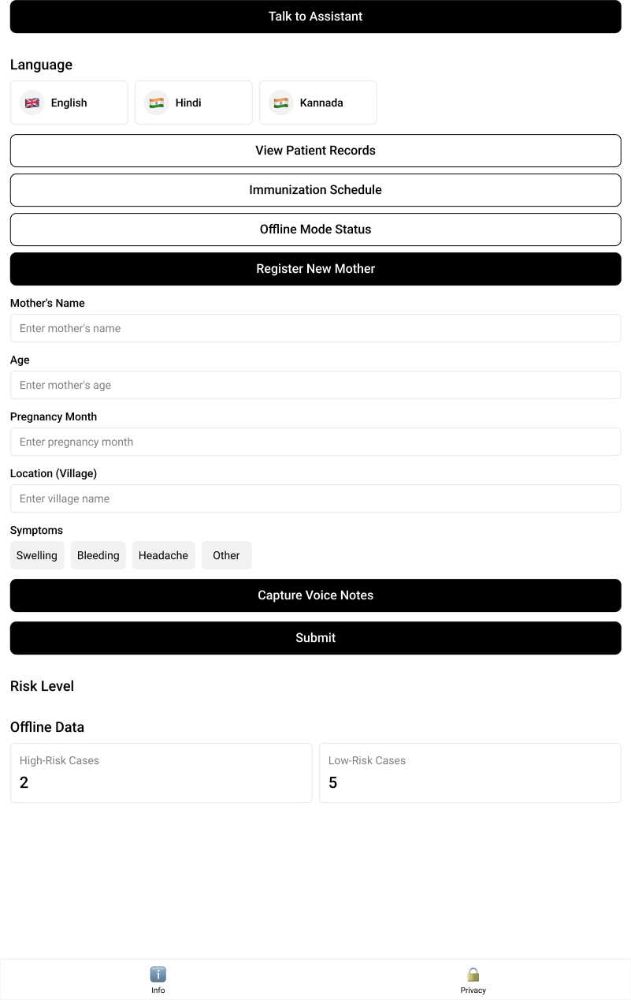 Talk to Assistant
Language
English
Hindi
Kannada
View Patient Records
Immunization Schedule
Offline Mode Status
Register New Mother
Mother's Name
Enter mother's name
Age
Enter mother's age
Pregnancy Month
Enter pregnancy month
Location (Village)
Enter village name
Symptoms
Swelling
Bleeding
Headache
Other
Capture Voice Notes
Submit
Risk Level
Offline Data
High-Risk Cases
2
Low-Risk Cases
5
Info
Privacy